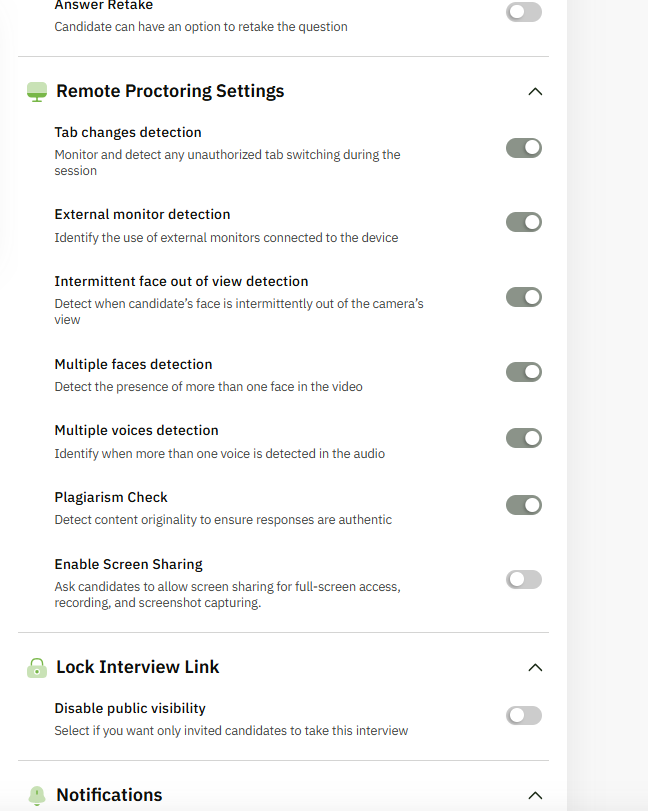 Answer Retake
Candidate can have an option to retake the question
Remote Proctoring Settings
Tab changes detection
Monitor and detect any unauthorized tab switching during the
session
External monitor detection
Identify the use of external monitors connected to the device
Intermittent face out of view detection
Detect when candidate’s face is intermittently out of the camera’s
view
Multiple faces detection
Detect the presence of more than one face in the video
Multiple voices detection
Identify when more than one voice is detected in the audio
Plagiarism Check
Detect content originality to ensure responses are authentic
Enable Screen Sharing
Ask candidates to allow screen sharing for full-screen access,
recording, and screenshot capturing.
Lock Interview Link
Disable public visibility
Select if you want only invited candidates to take this interview
Notifications